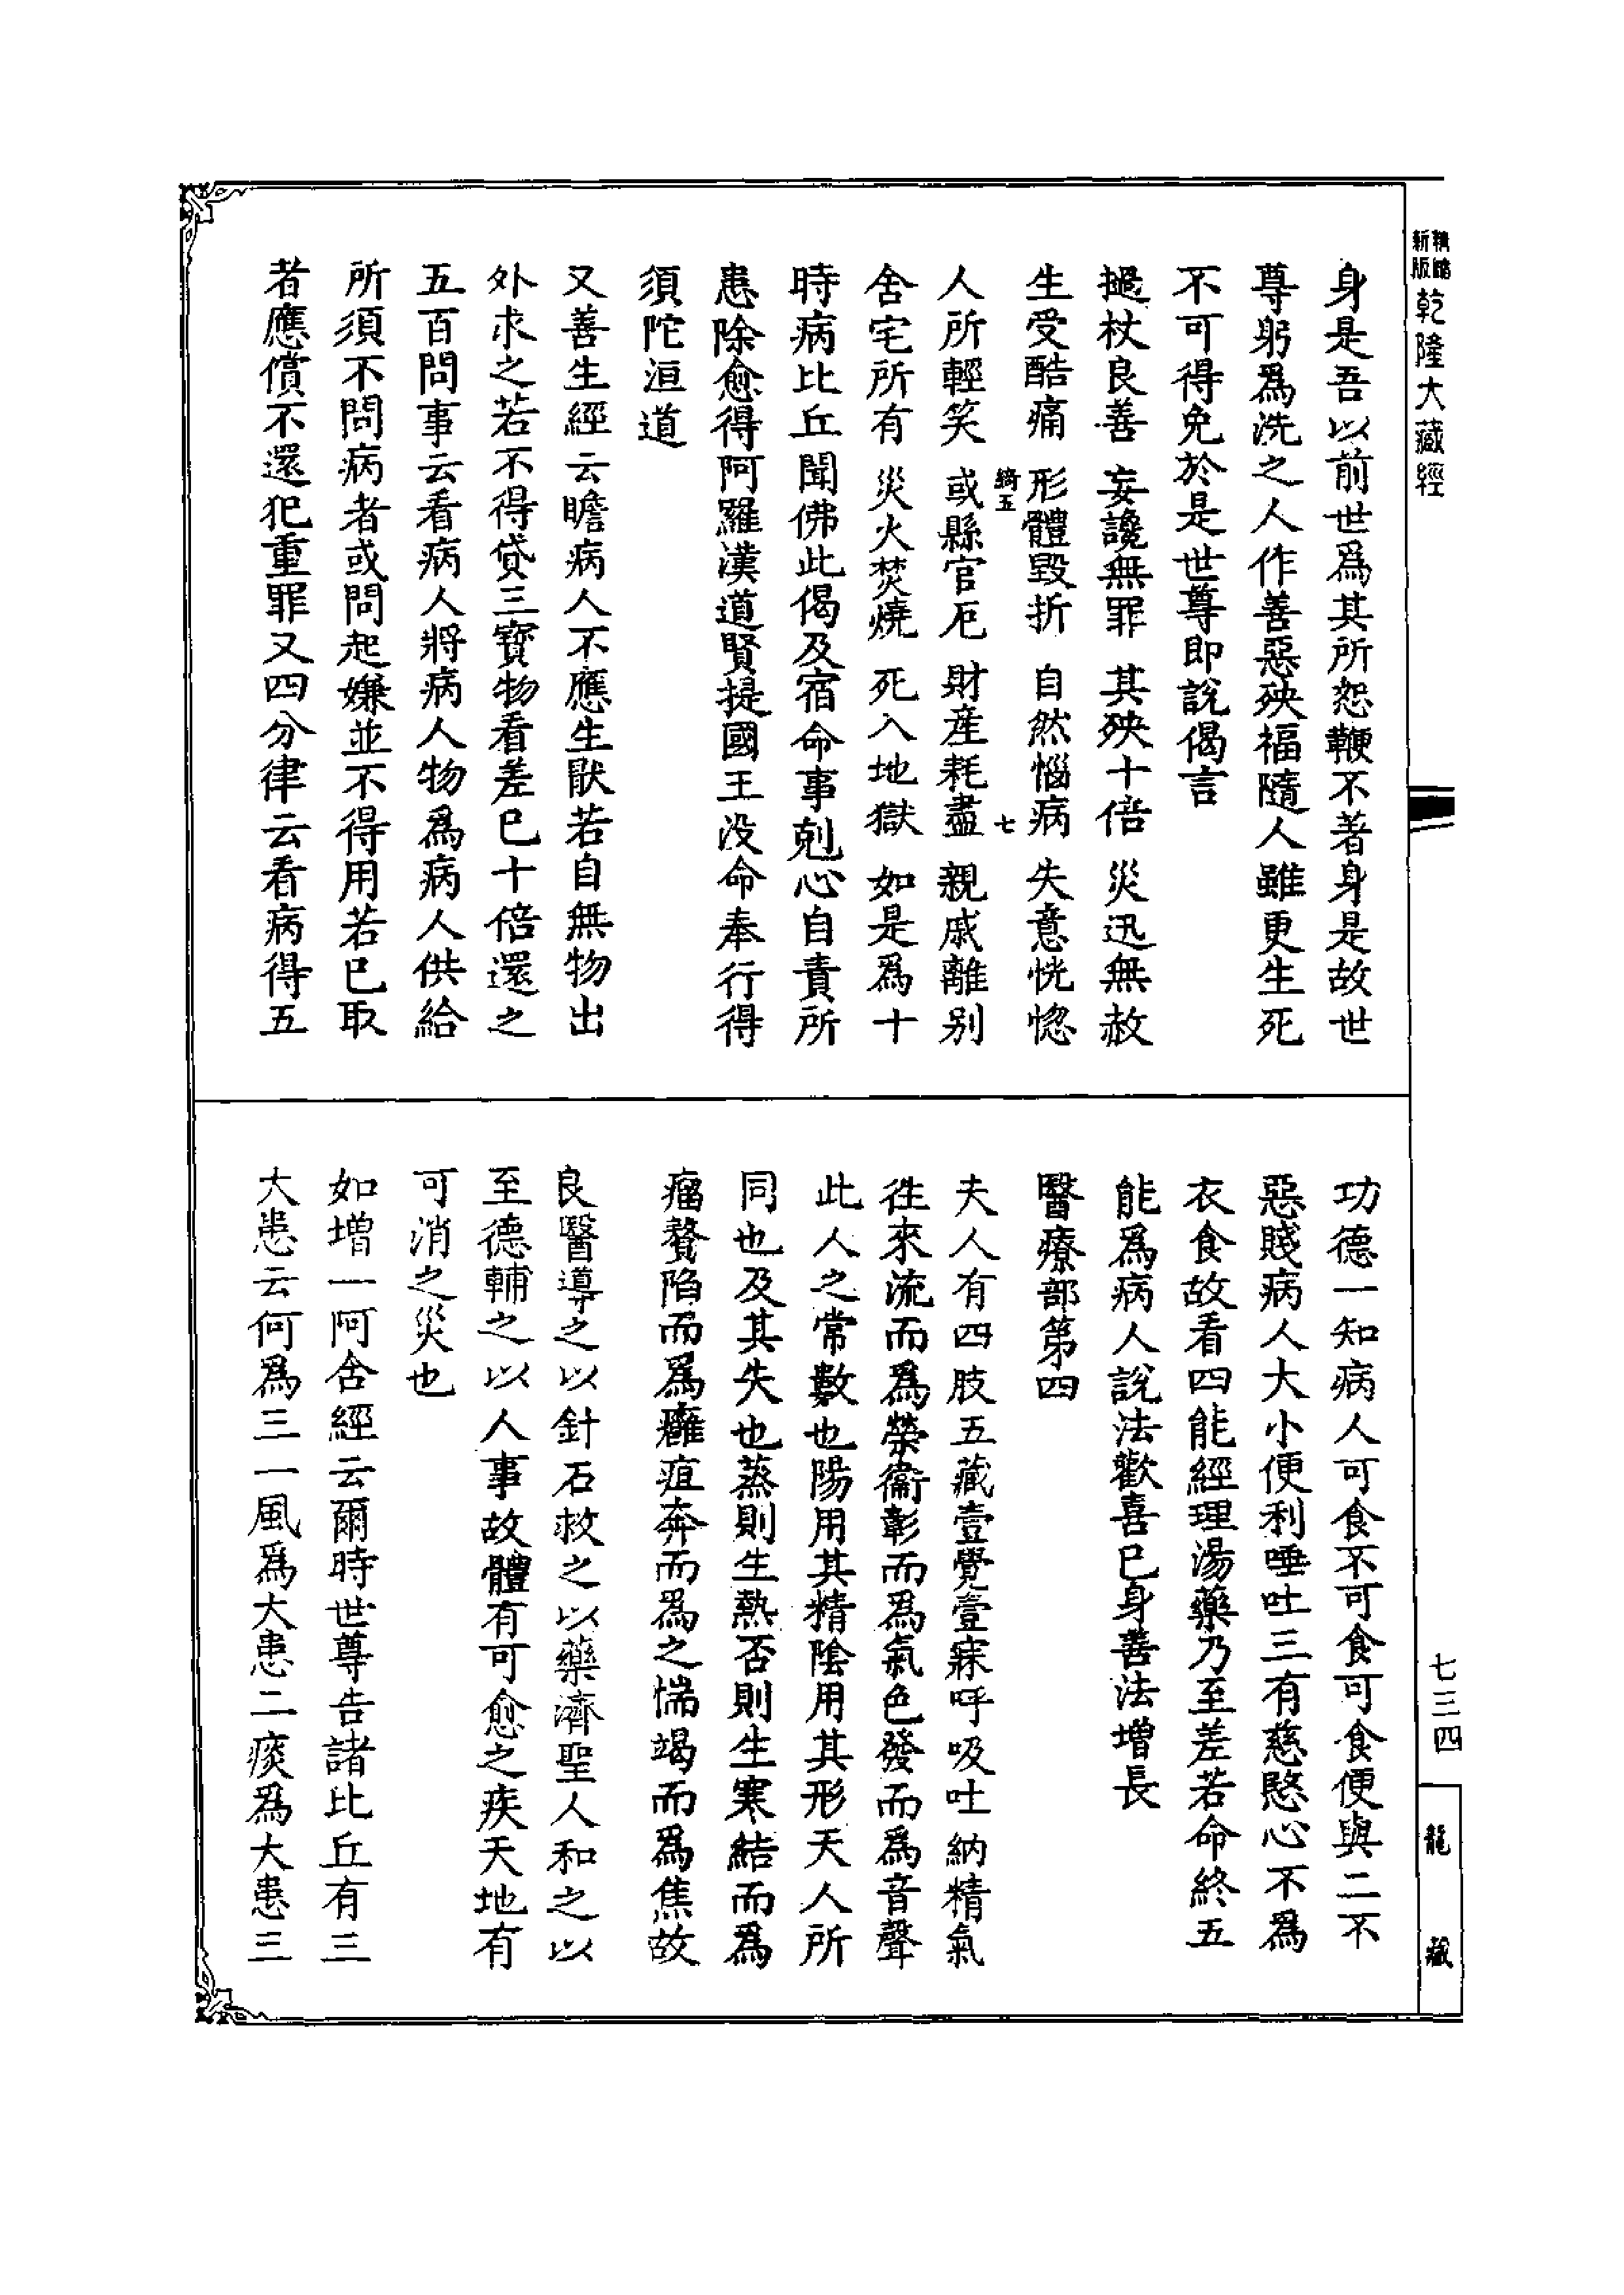 精縮新版乾隆大藏經
七三四
龍藏
身是吾以前世爲其所恕鞭不著身是故世
尊躬爲洗之人作善惡殃福隨人雖更生死
不可得免於是世尊即說偈言
撾杖良善　妄讒無罪　其殃十倍　災迅無赦
生受酷痛　形體毀折　自然惱病　失意恍惚
綺五　七
人所輕笑　或縣官厄　財產耗盡　親戚離別
舍宅所有　災火焚燒　死入地獄　如是爲十
時病比丘聞佛此偈及宿命事剋心自責所
患除愈得阿羅漢道賢提國王沒命奉行得
須陀洹道
又善生經云瞻病人不應生猒若自無物出
外求之若不得貸三寶物看差已十倍還之
五百問事云看病人將病人物爲病人供給
所須不問病者或問起嫌並不得用若已取
者應償不還犯重罪又四分律云看病得五
功德一知病人可食不可食可食便與二不
惡賤病人大小便利唾吐三有慈愍心不爲
衣食故看四能經理湯藥乃至差若命終五
能爲病人說法歡喜已身善法增長
醫療部第四
夫人有四肢五藏壹覺壹寐呼吸吐納精氣
往來流而爲榮衞彰而爲氣色發而爲音聲
此人之常數也陽用其精陰用其形天人所
同也及其失也蒸則生熱否則生寒結而爲
瘤贅陷而爲癰疽奔而爲之惴竭而爲焦故
良醫導之以針石救之以藥濟聖人和之以
至德輔之以人事故體有可愈之疾天地有
可消之災也
如增一阿含經云爾時世尊告諸比丘有三
大患云何爲三一風爲大患二痰爲大患三